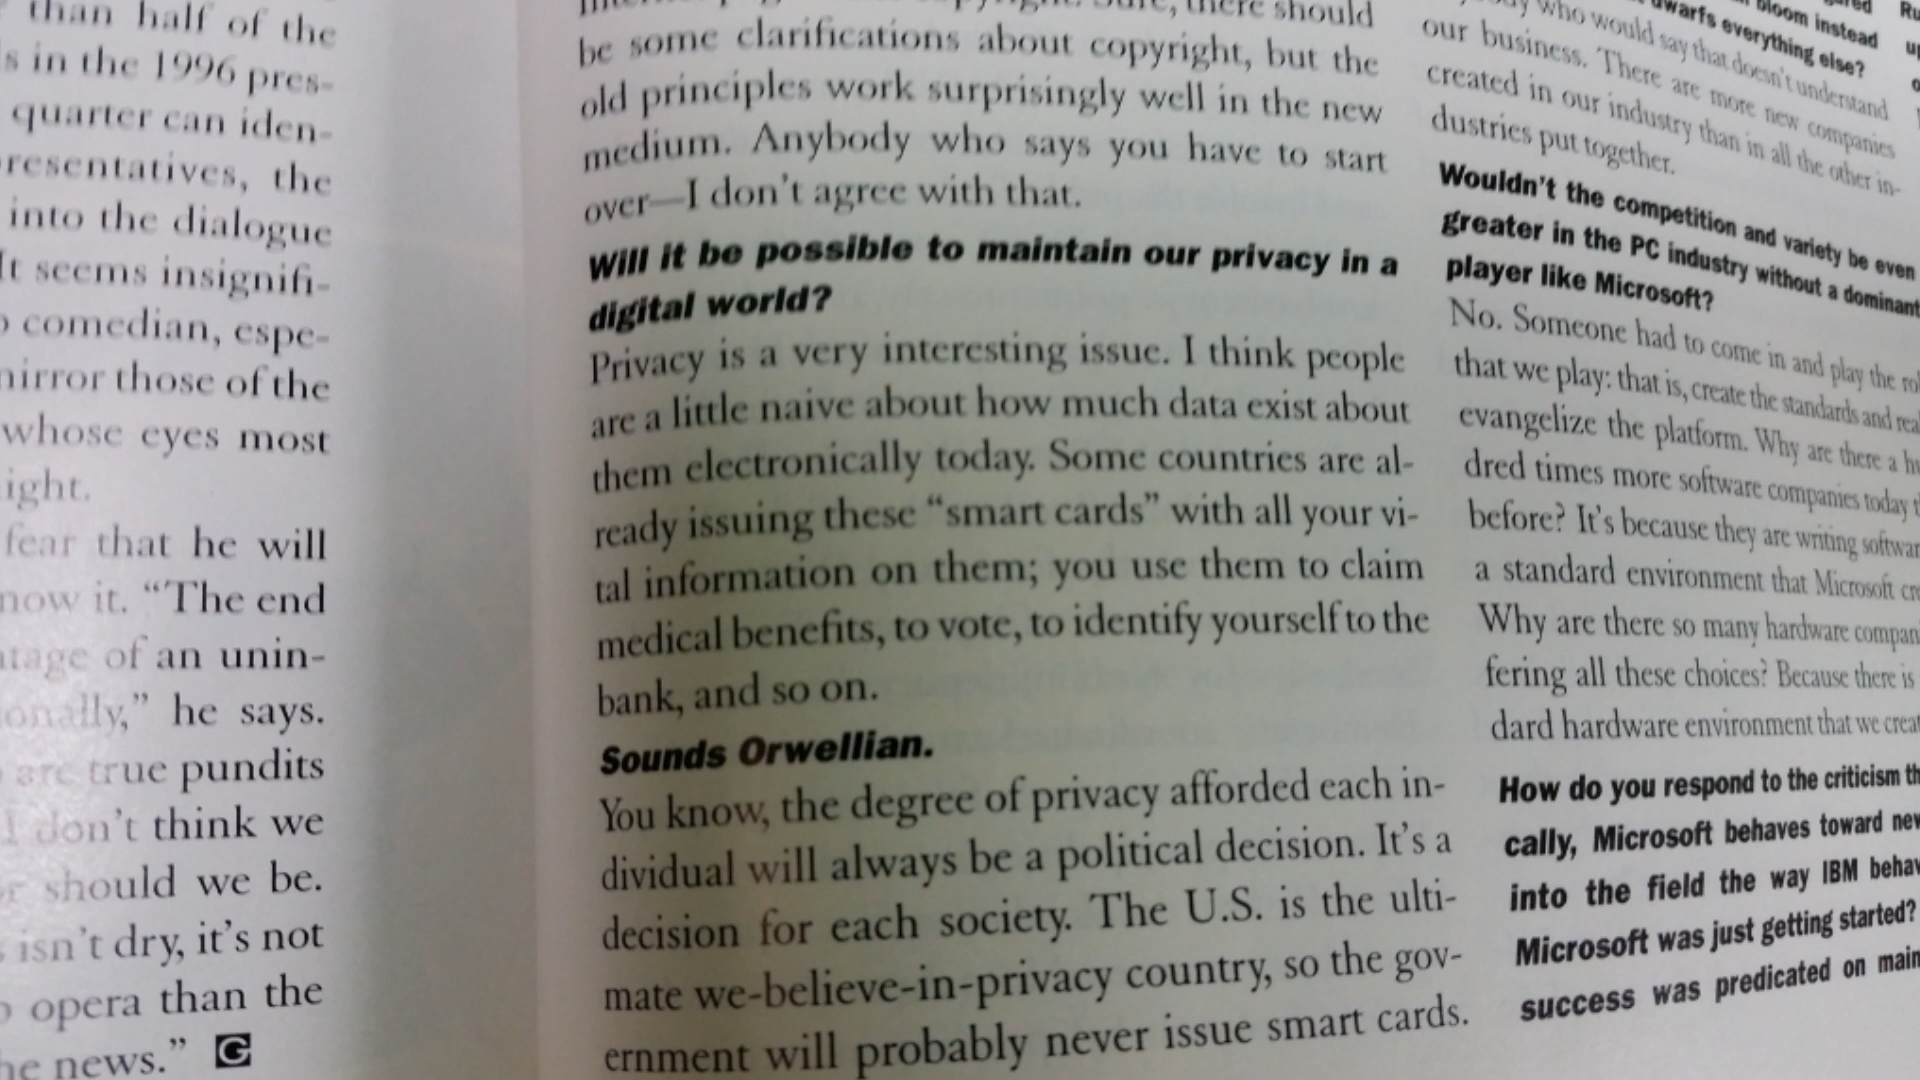 than half of the
in the 1996 pres-
quarter can iden-
resentatives, the
into the dialogue
It seems insignifi-
comedian, espe-
mirror those of the
whose eyes most
ight.
fear that he will
now it. “The end
ntage of an unin-
onally,” he says.
are true pundits
I don’t think we
or should we be.
isn’t dry, it’s not
opera than the
he news.” G
there should
be some clarifications about copyright, but the
old principles work surprisingly well in the new
medium. Anybody who says you have to start
over—I don’t agree with that.
Will it be possible to maintain our privacy in a
digital world?
Privacy is a very interesting issue. I think people
are a little naive about how much data exist about
them electronically today. Some countries are al-
ready issuing these “smart cards” with all your vi-
tal information on them; you use them to claim
medical benefits, to vote, to identify yourself to the
bank, and so on.
Sounds Orwellian.
You know, the degree of privacy afforded each in-
dividual will always be a political decision. It’s a
decision for each society. The U.S. is the ulti-
mate we-believe-in-privacy country, so the gov-
ernment will probably never issue smart cards.
bloom instead
dwarfs everything else?
who would say that doesn’t understand
our business. There are more new companies
created in our industry than in all the other in-
dustries put together.
Wouldn’t the competition and variety be even
greater in the PC industry without a dominant
player like Microsoft?
No. Someone had to come in and play the rol
that we play: that is, create the standards and rea
evangelize the platform. Why are there a hu
dred times more software companies today t
before? It’s because they are writing softwar
a standard environment that Microsoft cre
Why are there so many hardware compan
fering all these choices? Because there is
dard hardware environment that we creat
How do you respond to the criticism th
cally, Microsoft behaves toward new
into the field the way IBM behav
Microsoft was just getting started?
success was predicated on main